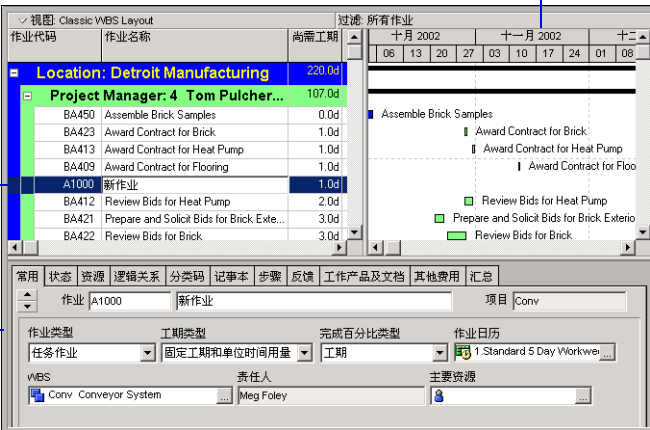 视图: Classic WBS Layout 过滤: 所有作业
作业代码 作业名称 尚需工期 十月 2002 十一月 2002 十二
06 13 20 27 03 10 17 24 01 08
Location: Detroit Manufacturing 220.0d
Project Manager: 4 Tom Pulcher... 107.0d
BA450 Assemble Brick Samples 0.0d Assemble Brick Samples
BA423 Award Contract for Brick 1.0d Award Contract for Brick
BA413 Award Contract for Heat Pump 1.0d Award Contract for Heat Pump
BA409 Award Contract for Flooring 1.0d Award Contract for Floo
A1000 新作业 1.0d
BA412 Review Bids for Heat Pump 2.0d Review Bids for Heat Pump
BA421 Prepare and Solicit Bids for Brick Exte... 3.0d Prepare and Solicit Bids for Brick Exterio
BA422 Review Bids for Brick 3.0d Review Bids for Brick
常用 状态 资源 逻辑关系 分类码 记事本 步骤 反馈 工作产品及文档 其他费用 汇总
作业 A1000 新作业 项目 Conv
作业类型 工期类型 完成百分比类型 作业日历
任务作业 固定工期和单位时间用量 工期 1.Standard 5 Day Workwe ...
WBS 责任人 主要资源
Conv Conveyor System ... Meg Foley ...